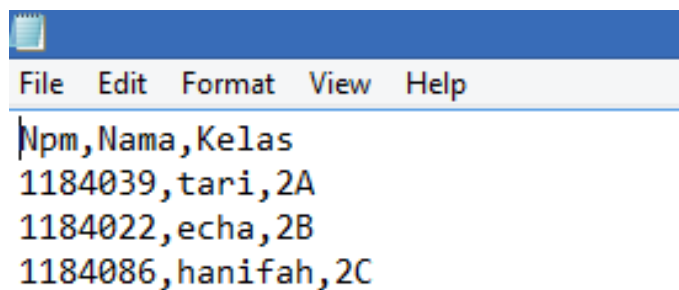 File Edit Format View Help
Npm,Nama,Kelas
1184039,tari,2A
1184022,echa,2B
1184086,hanifah,2C